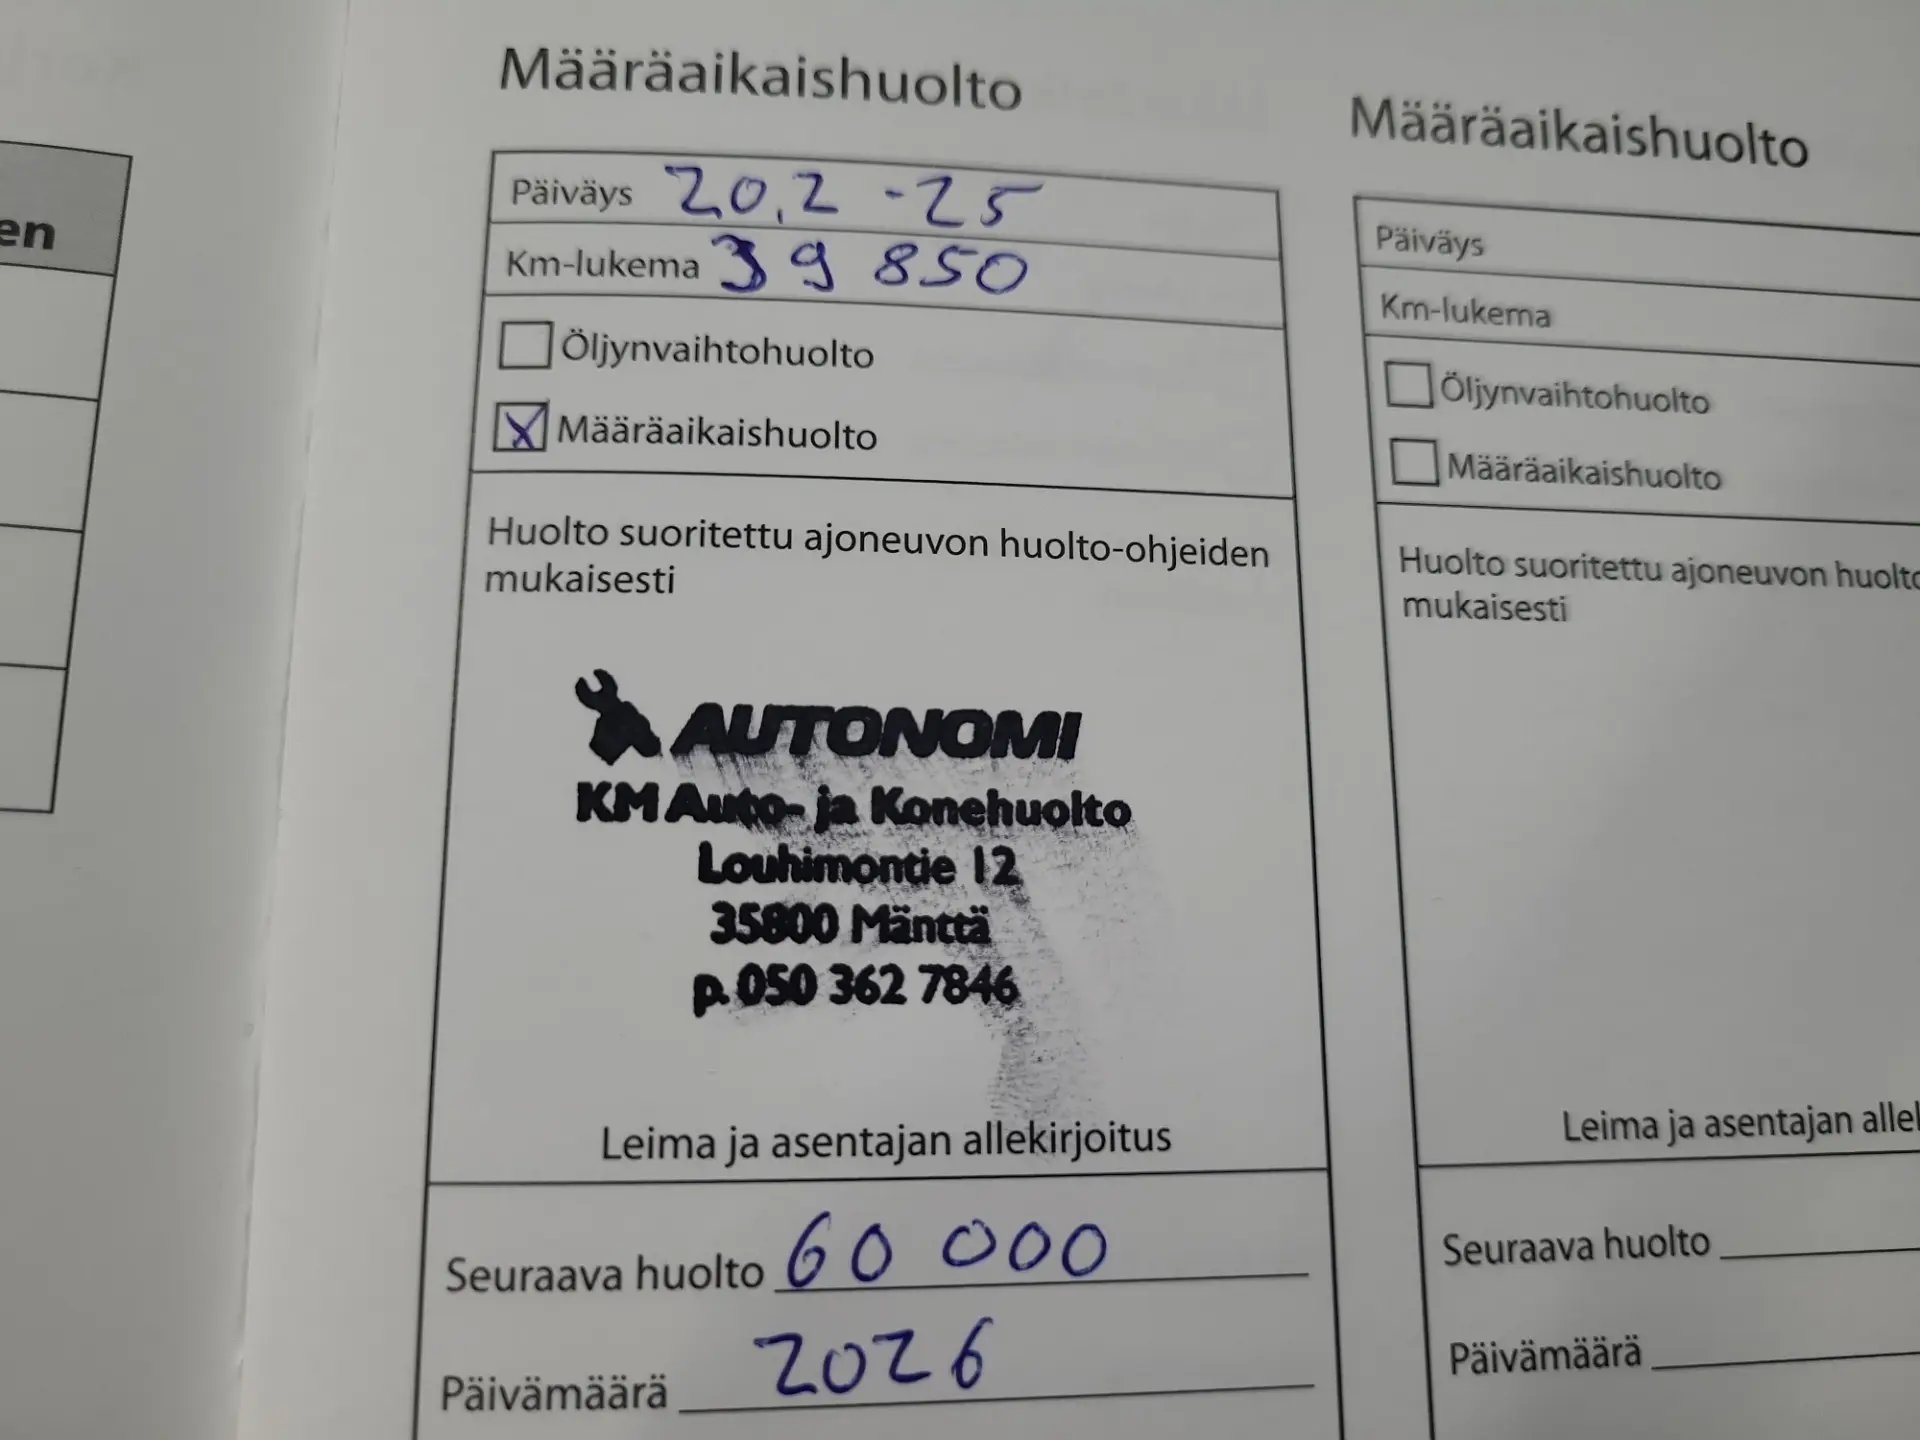 en
Määräaikaishuolto
Päiväys 20.2-25
Km-lukema 39 850
Öljynvaihtohuolto
Määräaikaishuolto
Huolto suoritettu ajoneuvon huolto-ohjeiden
mukaisesti
AUTONOMI
KM Auto- ja Konehuolto
Louhimontie 12
35800 Mänttä
p. 050 362 7846
Leima ja asentajan allekirjoitus
Seuraava huolto 60 000
Päivämäärä 2026
Määräaikaishuolto
Päiväys
Km-lukema
Öljynvaihtohuolto
Määräaikaishuolto
Huolto suoritettu ajoneuvon huolto
mukaisesti
Leima ja asentajan allek
Seuraava huolto
Päivämäärä